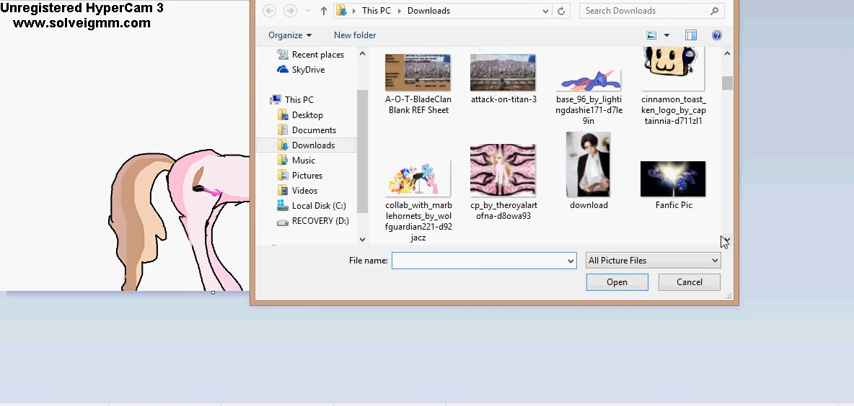 Unregistered HyperCam 3
www.solveigmm.com
This PC
Downloads
Search Downloads
Organize
New folder
Recent places
SkyDrive
This PC
Desktop
Documents
Downloads
Music
Pictures
Videos
Local Disk (C:)
RECOVERY (D:)
A-O-T-BladeClan
Blank REF Sheet
attack-on-titan-3
base_96_by_lighti
ngdashie171-d7le
9in
cinnamon_toast_
ken_logo_by_cap
tainnia-d711zl1
collab_with_marb
lehornets_by_wol
fguardian221-d92
jacz
cp_by_theroyalart
ofna-d8owa93
download
Fanfic Pic
File name:
All Picture Files
Open
Cancel